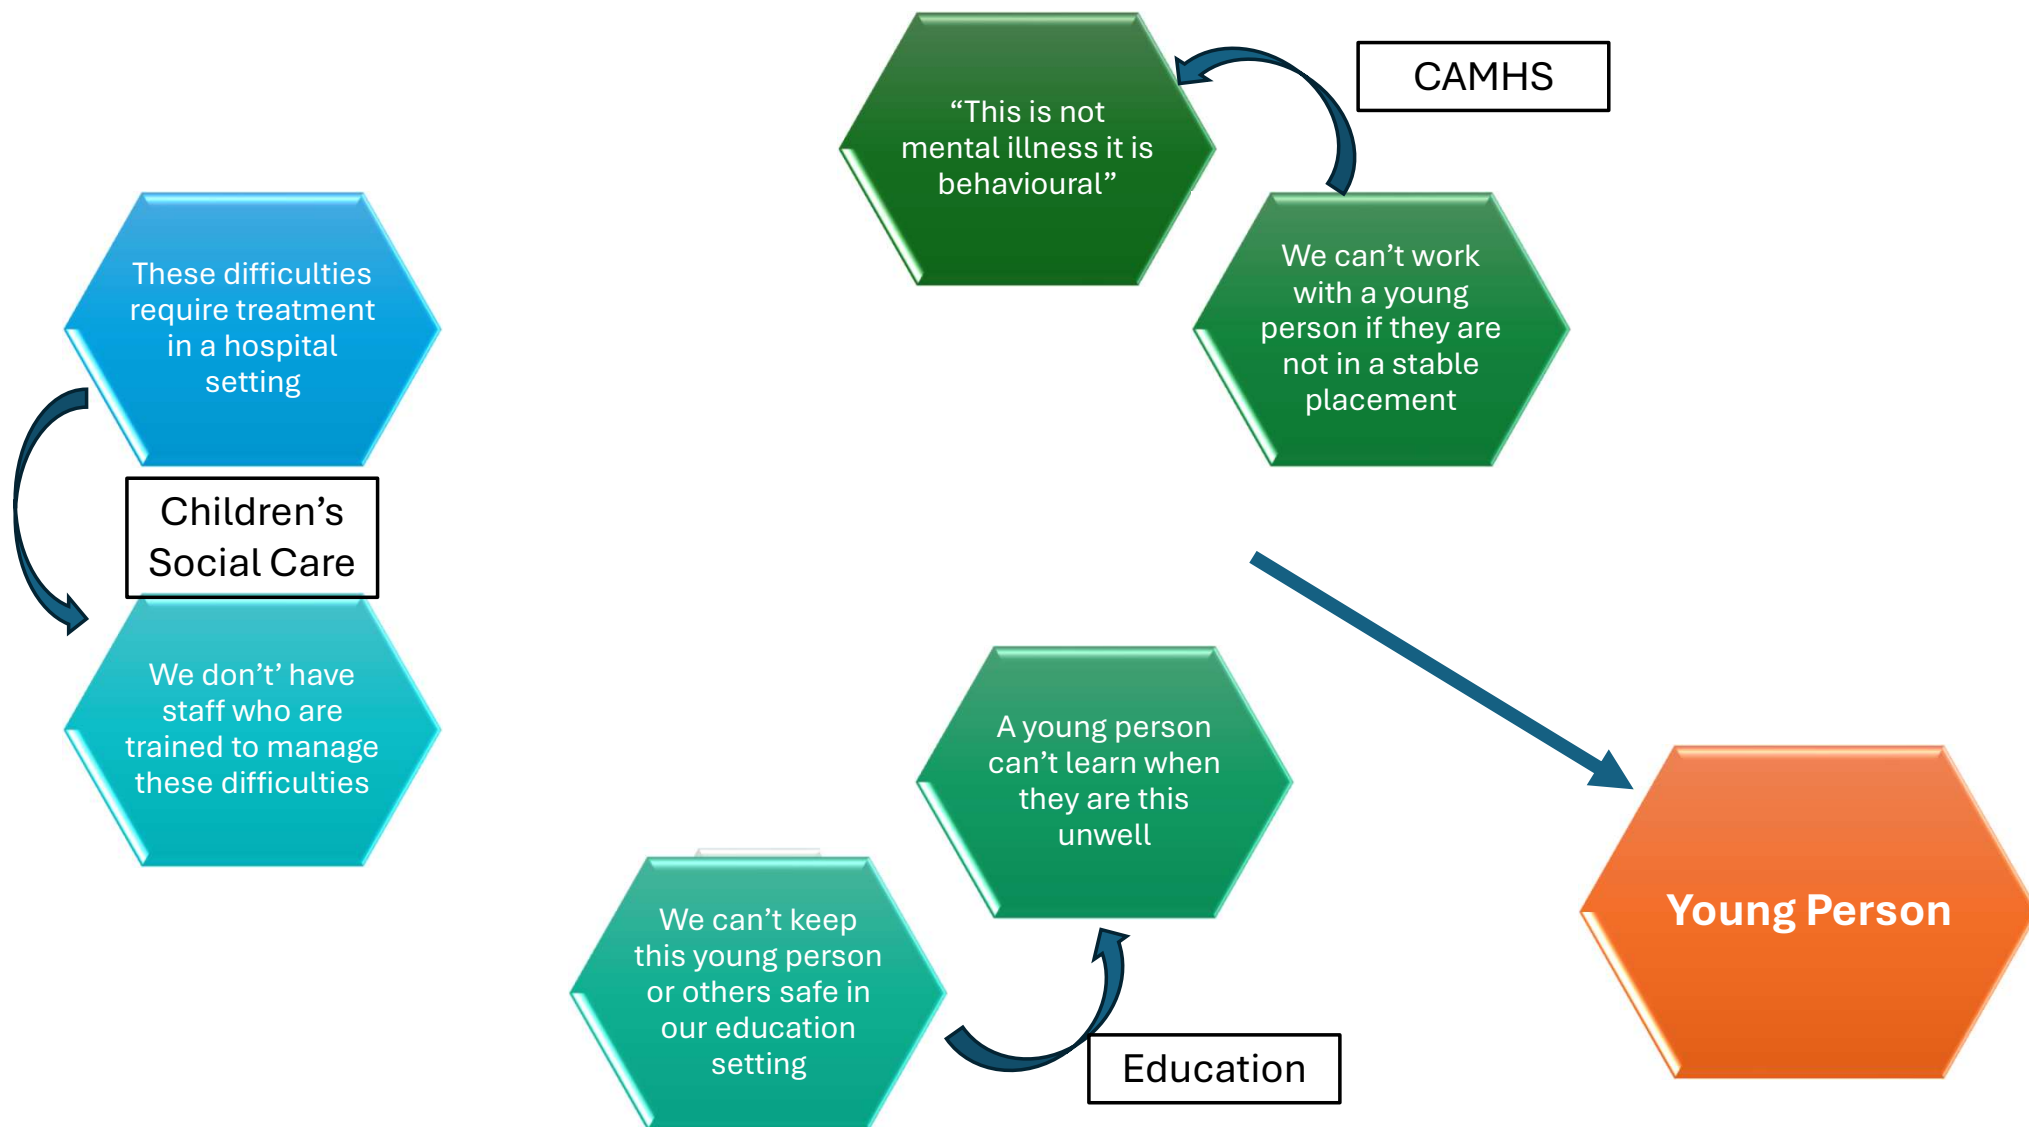 “This is not
mental illness it is
behavioural”
CAMHS
We can’t work
with a young
person if they are
not in a stable
placement
These difficulties
require treatment
in a hospital
setting
Children’s
Social Care
We don’t’ have
staff who are
trained to manage
these difficulties
A young person
can’t learn when
they are this
unwell
We can’t keep
this young person
or others safe in
our education
setting
Education
Young Person